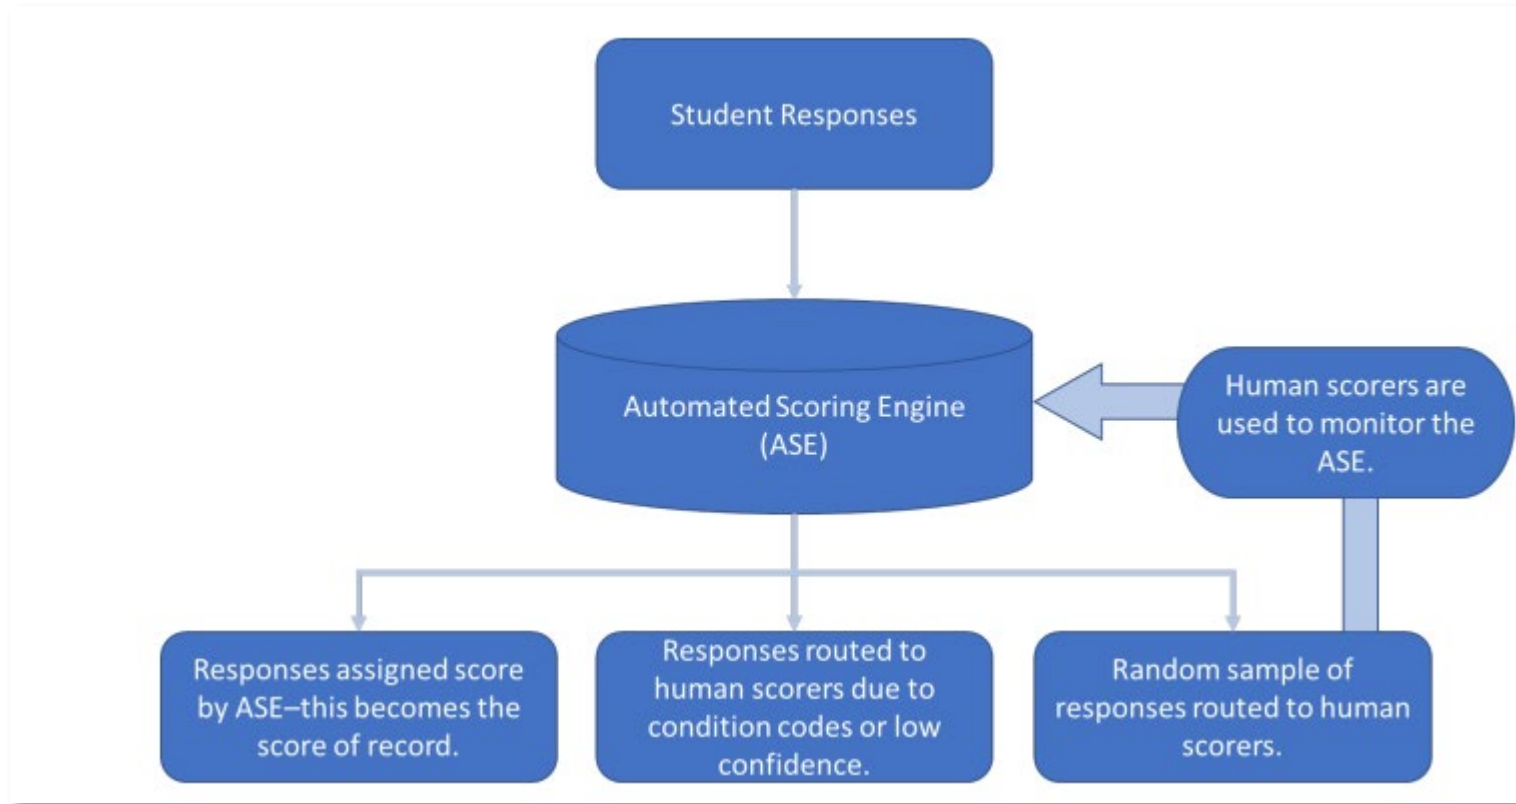 Student Responses
Automated Scoring Engine
(ASE)
Human scorers are
used to monitor the
ASE.
Responses assigned score
by ASE–this becomes the
score of record.
Responses routed to
human scorers due to
condition codes or low
confidence.
Random sample of
responses routed to human
scorers.